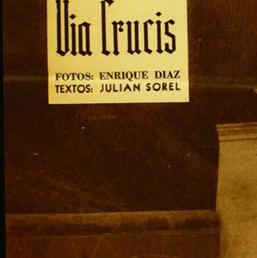 Via Crucis
FOTOS: ENRIQUE DIAZ
TEXTOS: JULIAN SOREL